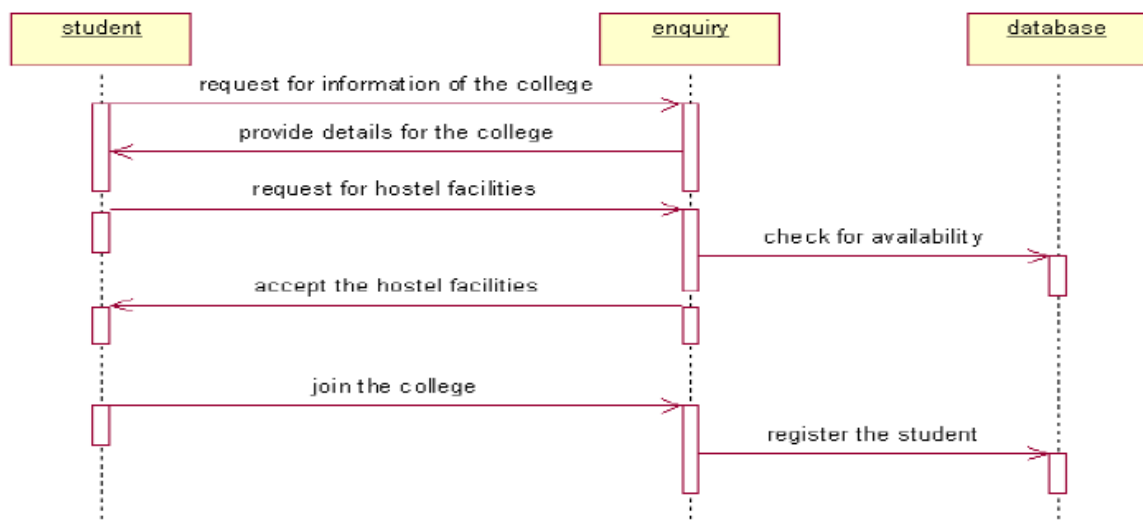 student
enquiry
database
request for information of the college
provide details for the college
request for hostel facilities
check for availability
accept the hostel facilities
join the college
register the student